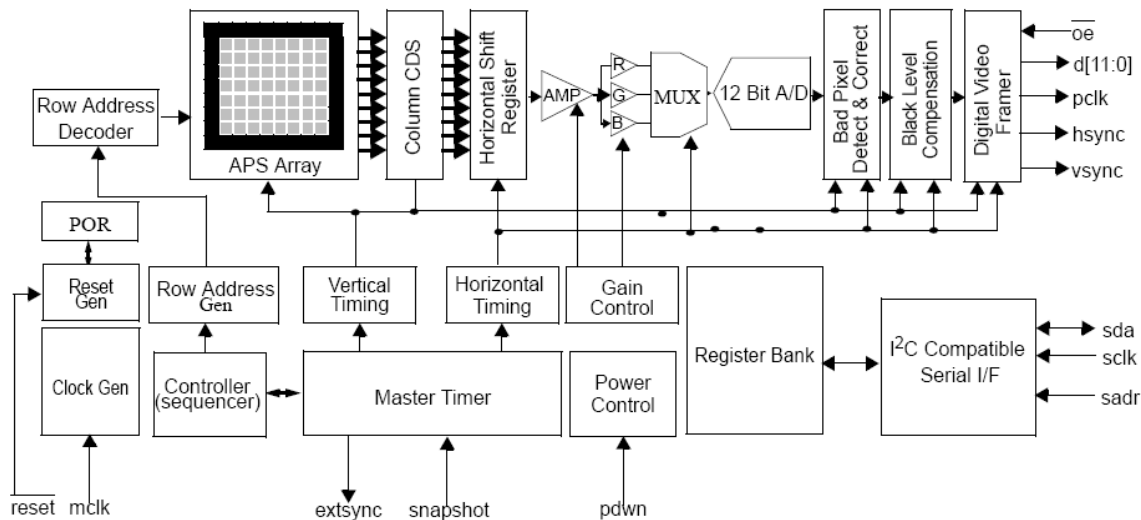 Row Address
Decoder
APS Array
Column CDS
Horizontal Shift
Register
AMP
R
G
B
MUX
12 Bit A/D
Bad Pixel
Detect & Correct
Black Level
Compensation
Digital Video
Framer
oe
d[11:0]
pclk
hsync
vsync
POR
Reset
Gen
Row Address
Gen
Vertical
Timing
Horizontal
Timing
Gain
Control
Clock Gen
Controller
(sequencer)
Master Timer
Power
Control
Register Bank
I²C Compatible
Serial I/F
sda
sclk
sadr
reset
mclk
extsync
snapshot
pdwn